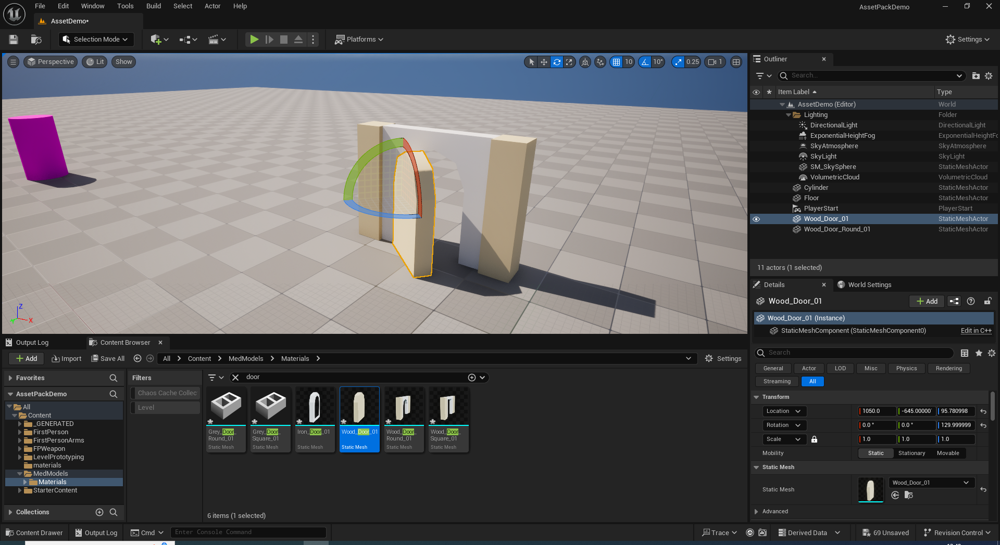 File Edit Window Tools Build Select Actor Help
AssetPackDemo
AssetDemo*
Selection Mode
Platforms
Settings
Perspective Lit Show
10 10° 0.25 1
Z
X
Outliner
Search...
Item Label Type
AssetDemo (Editor) World
Lighting Folder
DirectionalLight DirectionalLight
ExponentialHeightFog ExponentialHeightFo
SkyAtmosphere SkyAtmosphere
SkyLight SkyLight
SM_SkySphere StaticMeshActor
VolumetricCloud VolumetricCloud
Cylinder StaticMeshActor
Floor StaticMeshActor
PlayerStart PlayerStart
Wood_Door_01 StaticMeshActor
Wood_Door_Round_01 StaticMeshActor
11 actors (1 selected)
Details World Settings
Wood_Door_01 Add
Wood_Door_01 (Instance)
StaticMeshComponent (StaticMeshComponent0) Edit in C++
Search
General Actor LOD Misc Physics Rendering
Streaming All
Transform
Location 1050.0 -645.00000 95.780998
Rotation 0.0 ° 0.0 ° 129.999999
Scale 1.0 1.0 1.0
Mobility Static Stationary Movable
Static Mesh
Static Mesh Wood_Door_01
Advanced
Output Log Content Browser
Add Import Save All All Content MedModels Materials Settings
Favorites
AssetPackDemo
All
Content
_GENERATED
FirstPerson
FirstPersonArms
FPWeapon
LevelPrototyping
materials
MedModels
Materials
StarterContent
Collections
Filters
Chaos Cache Collec
Level
door
Grey_Door_
Round_01
Static Mesh
Grey_Door_
Square_01
Static Mesh
Iron_Door_01
Static Mesh
Wood_Door_01
Static Mesh
Wood_Door_
Round_01
Static Mesh
Wood_Door_
Square_01
Static Mesh
6 items (1 selected)
Content Drawer Output Log Cmd Enter Console Command Trace Derived Data 69 Unsaved Revision Control